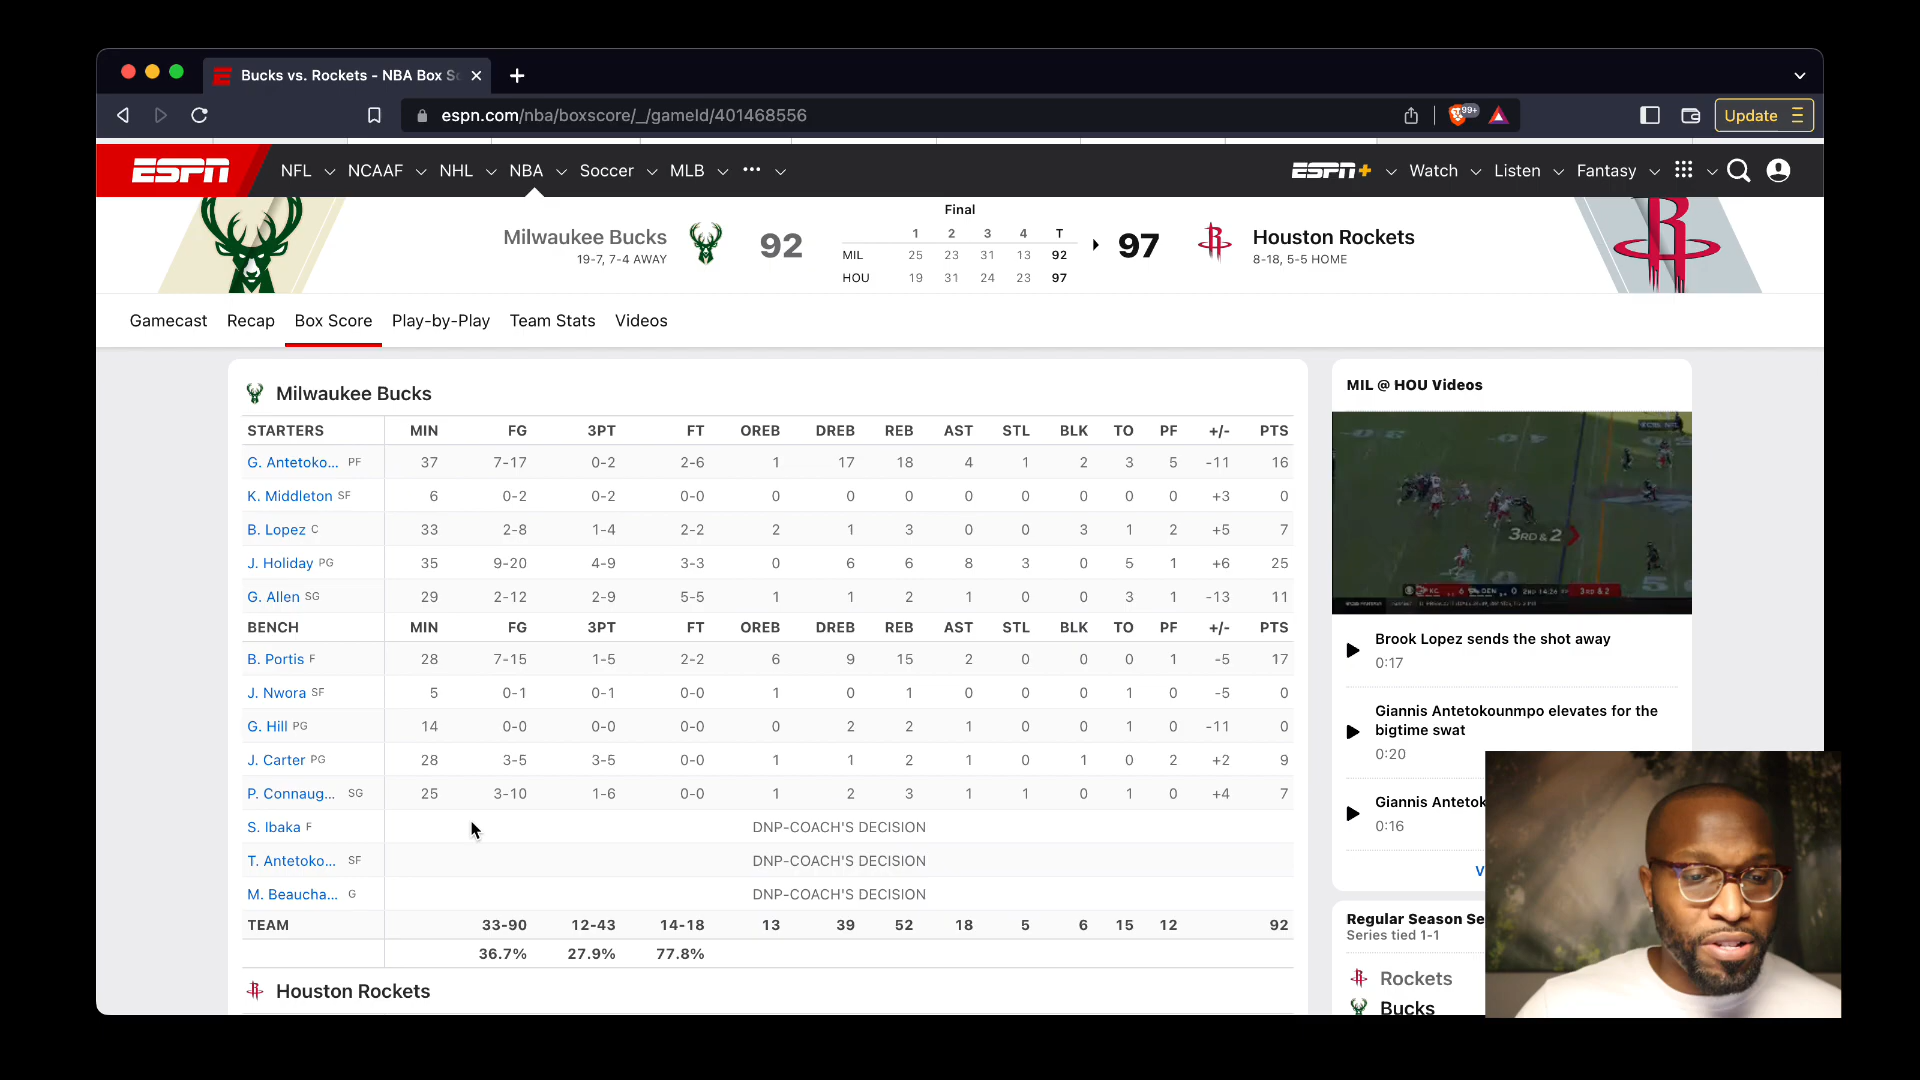 Bucks vs. Rockets - NBA Box Sc
espn.com/nba/boxscore/_/gameId/401468556
99+
Update
ESPN
NFL NCAAF NHL NBA Soccer MLB ••• ESPN+ Watch Listen Fantasy
Final
Milwaukee Bucks
19-7, 7-4 AWAY
92
1 2 3 4 T
MIL 25 23 31 13 92
HOU 19 31 24 23 97
97
Houston Rockets
8-18, 5-5 HOME
Gamecast Recap Box Score Play-by-Play Team Stats Videos
Milwaukee Bucks
STARTERS MIN FG 3PT FT OREB DREB REB AST STL BLK TO PF +/- PTS
G. Antetoko... PF 37 7-17 0-2 2-6 1 17 18 4 1 2 3 5 -11 16
K. Middleton SF 6 0-2 0-2 0-0 0 0 0 0 0 0 0 0 +3 0
B. Lopez C 33 2-8 1-4 2-2 2 1 3 0 0 3 1 2 +5 7
J. Holiday PG 35 9-20 4-9 3-3 0 6 6 8 3 0 5 1 +6 25
G. Allen SG 29 2-12 2-9 5-5 1 1 2 1 0 0 3 1 -13 11
BENCH MIN FG 3PT FT OREB DREB REB AST STL BLK TO PF +/- PTS
B. Portis F 28 7-15 1-5 2-2 6 9 15 2 0 0 0 1 -5 17
J. Nwora SF 5 0-1 0-1 0-0 1 0 1 0 0 0 1 0 -5 0
G. Hill PG 14 0-0 0-0 0-0 0 2 2 1 0 0 1 0 -11 0
J. Carter PG 28 3-5 3-5 0-0 1 1 2 1 0 1 0 2 +2 9
P. Connaug... SG 25 3-10 1-6 0-0 1 2 3 1 1 0 1 0 +4 7
S. Ibaka F DNP-COACH'S DECISION
T. Antetoko... SF DNP-COACH'S DECISION
M. Beaucha... G DNP-COACH'S DECISION
TEAM 33-90 12-43 14-18 13 39 52 18 5 6 15 12 92
36.7% 27.9% 77.8%
Houston Rockets
MIL @ HOU Videos
3RD & 2
Brook Lopez sends the shot away
0:17
Giannis Antetokounmpo elevates for the
bigtime swat
0:20
Giannis Antetok
0:16
V
Regular Season Se
Series tied 1-1
Rockets
Bucks